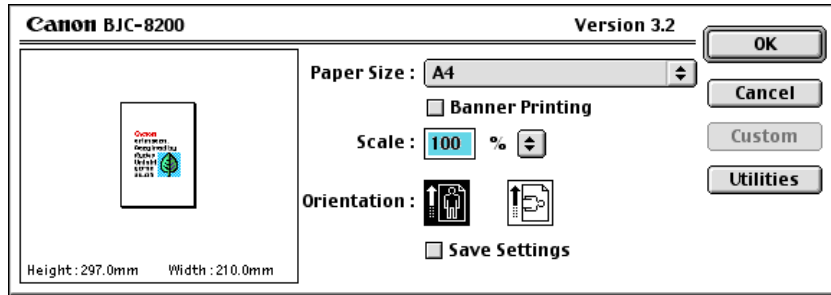 Canon BJC-8200
Version 3.2
OK
Paper Size : A4
Cancel
Banner Printing
Scale : 100 %
Custom
Utilities
Orientation :
Save Settings
Canon
Height:297.0mm Width:210.0mm